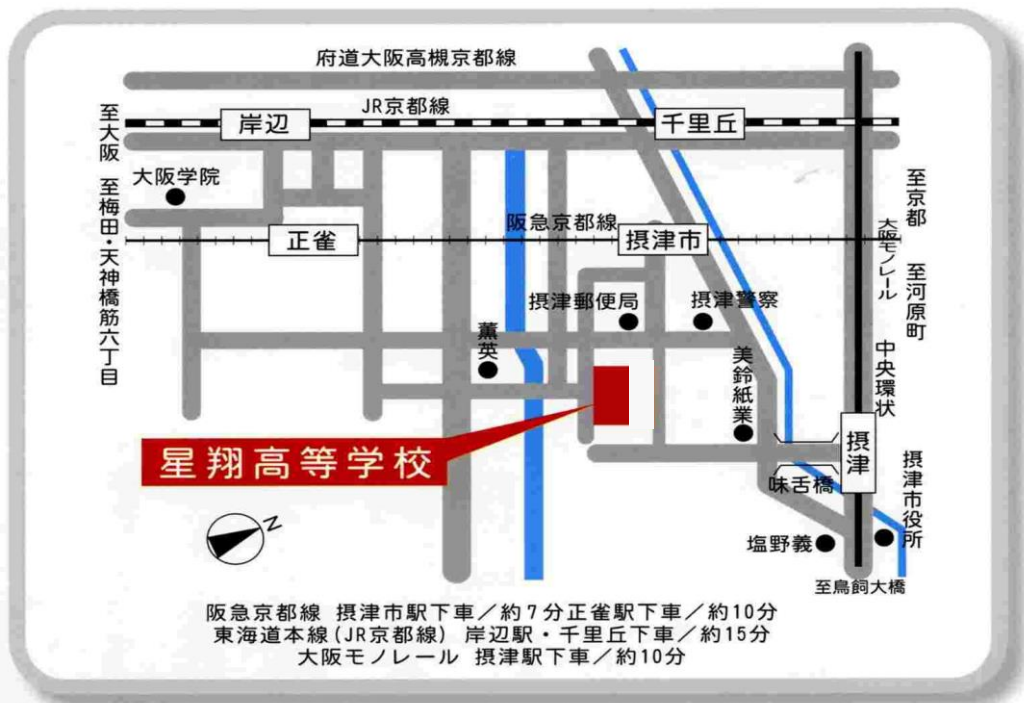 府道大阪高槻京都線
JR京都線
岸辺
千里丘
至大阪
至梅田・天神橋筋六丁目
大阪学院
阪急京都線
正雀
摂津市
至京都
大阪モノレール
至河原町
摂津郵便局
摂津警察
薫英
美鈴紙業
中央環状
星翔高等学校
摂津
味舌橋
摂津市役所
N
塩野義
至鳥飼大橋
阪急京都線 摂津市駅下車／約7分正雀駅下車／約10分
東海道本線(JR京都線) 岸辺駅・千里丘下車／約15分
大阪モノレール 摂津駅下車／約10分